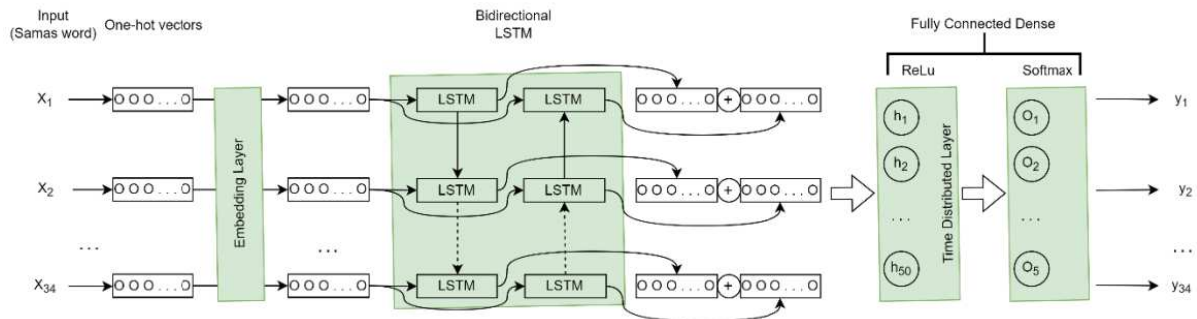 Input
(Samas word)
One-hot vectors
Bidirectional
LSTM
Fully Connected Dense
ReLu
Softmax
X1
O O O . . . O
O O O . . . O
LSTM
LSTM
O O O . . . O + O O O . . . O
h1
O1
y1
Embedding Layer
X2
O O O . . . O
O O O . . . O
LSTM
LSTM
O O O . . . O + O O O . . . O
h2
O2
y2
Time Distributed Layer
. . .
. . .
. . .
. . .
. . .
X34
O O O . . . O
O O O . . . O
LSTM
LSTM
O O O . . . O + O O O . . . O
h50
O5
y34